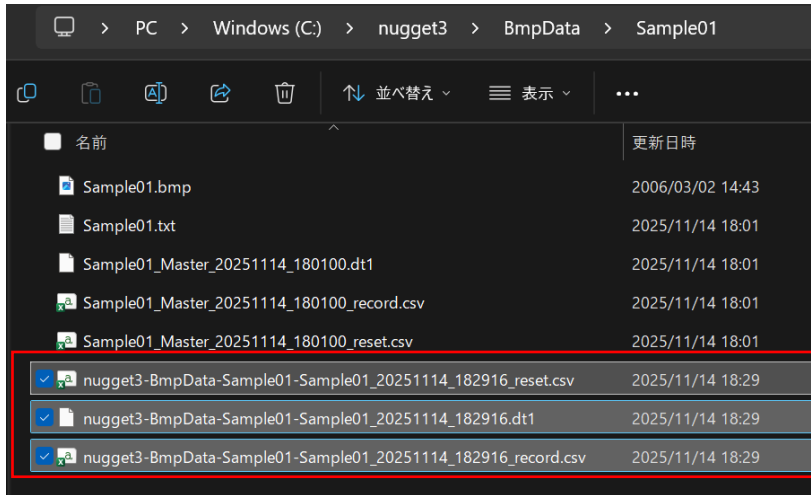 PC > Windows (C:) > nugget3 > BmpData > Sample01
並べ替え 表示
名前 更新日時
Sample01.bmp 2006/03/02 14:43
Sample01.txt 2025/11/14 18:01
Sample01_Master_20251114_180100.dt1 2025/11/14 18:01
Sample01_Master_20251114_180100_record.csv 2025/11/14 18:01
Sample01_Master_20251114_180100_reset.csv 2025/11/14 18:01
nugget3-BmpData-Sample01-Sample01_20251114_182916_reset.csv 2025/11/14 18:29
nugget3-BmpData-Sample01-Sample01_20251114_182916.dt1 2025/11/14 18:29
nugget3-BmpData-Sample01-Sample01_20251114_182916_record.csv 2025/11/14 18:29